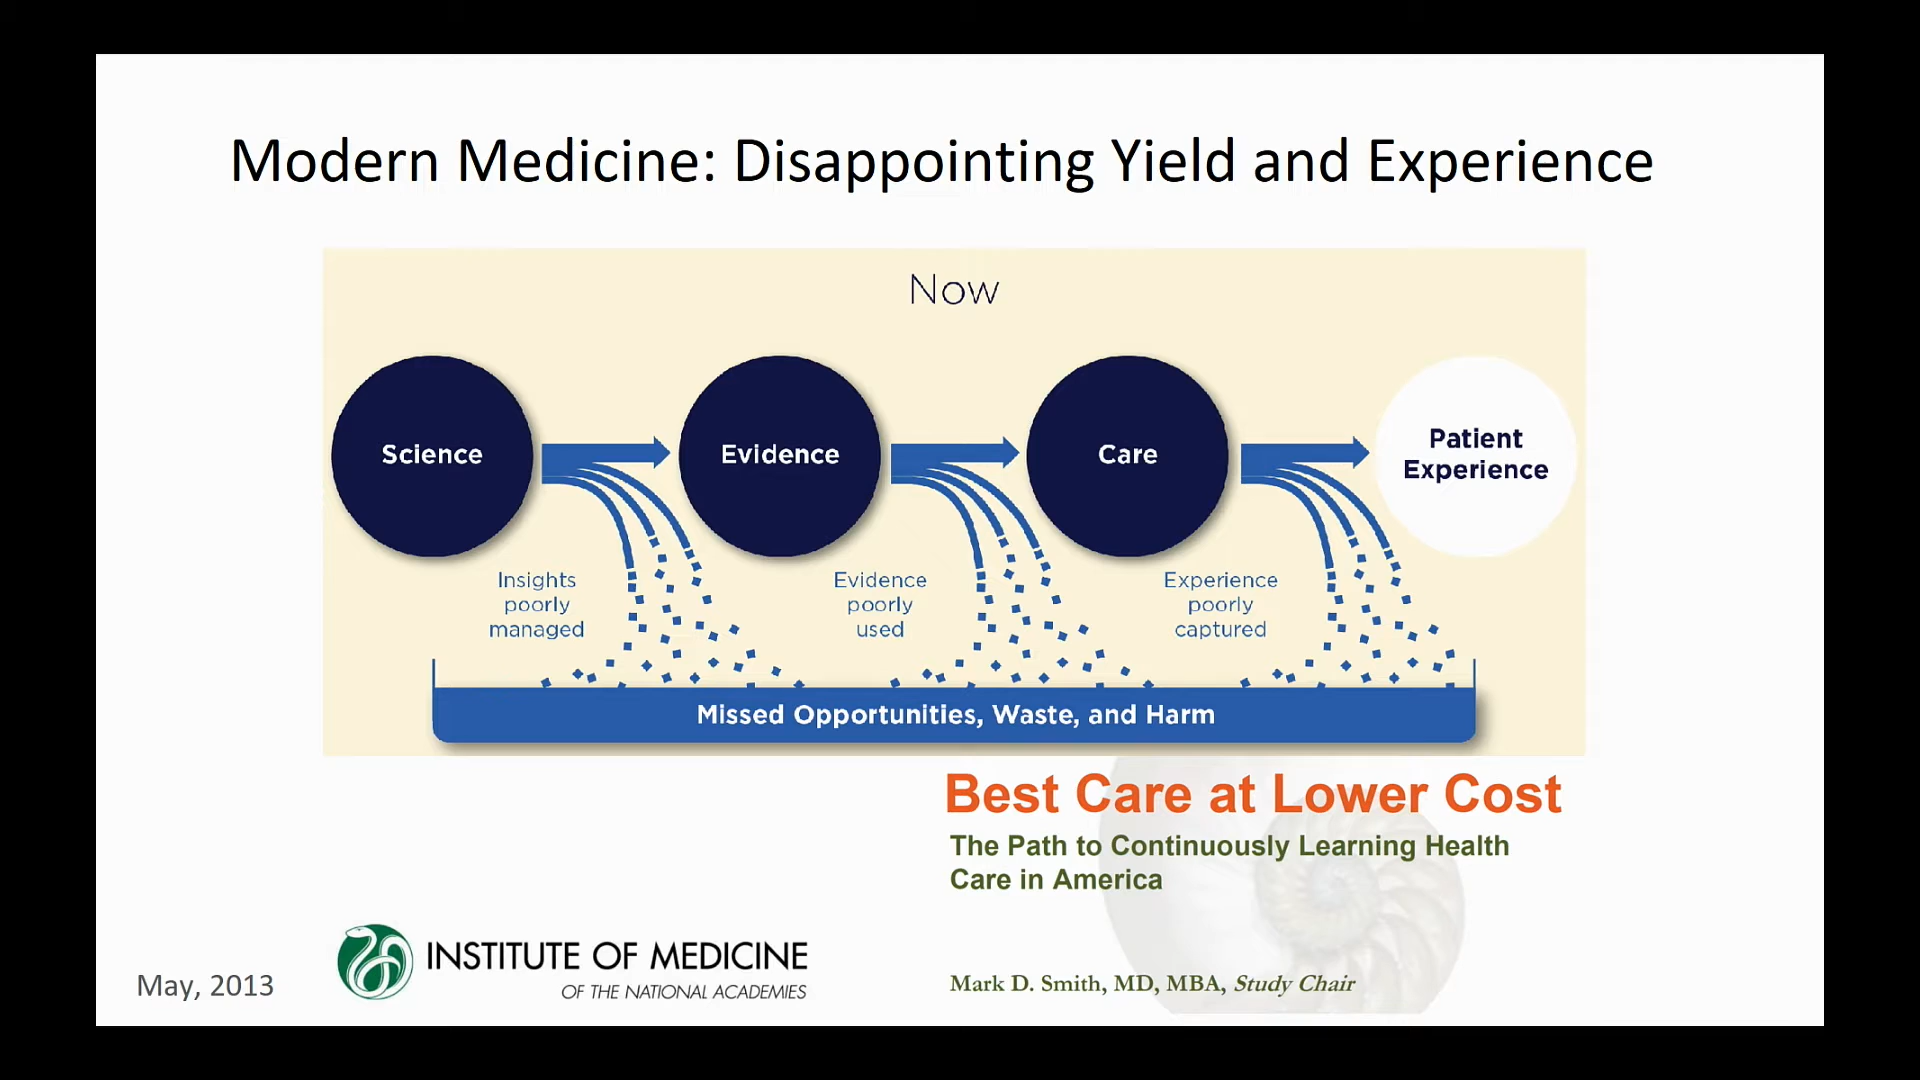 Modern Medicine: Disappointing Yield and Experience
Now
Science
Evidence
Care
Patient
Experience
Insights
poorly
managed
Evidence
poorly
used
Experience
poorly
captured
Missed Opportunities, Waste, and Harm
Best Care at Lower Cost
The Path to Continuously Learning Health
Care in America
May, 2013
INSTITUTE OF MEDICINE
OF THE NATIONAL ACADEMIES
Mark D. Smith, MD, MBA, Study Chair